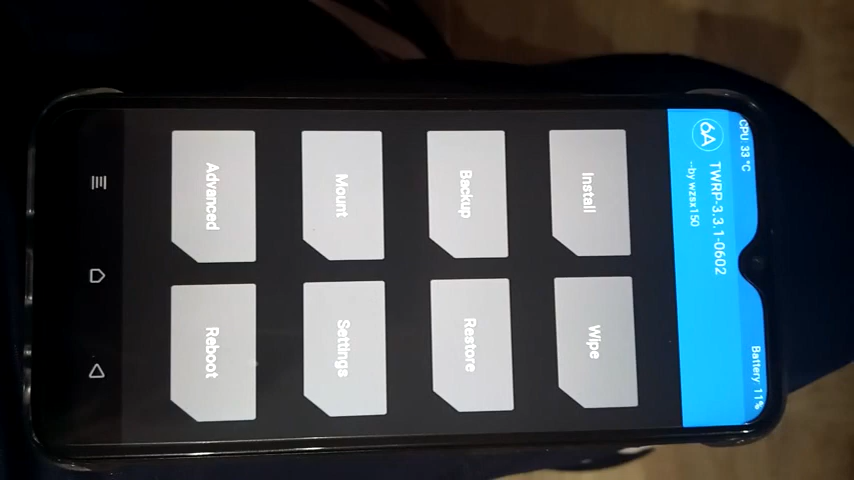 CPU 33 °C
Battery 11%
6A
TWRP-3.3.1-0602
--by wzsx150
Install
Wipe
Backup
Restore
Mount
Settings
Advanced
Reboot